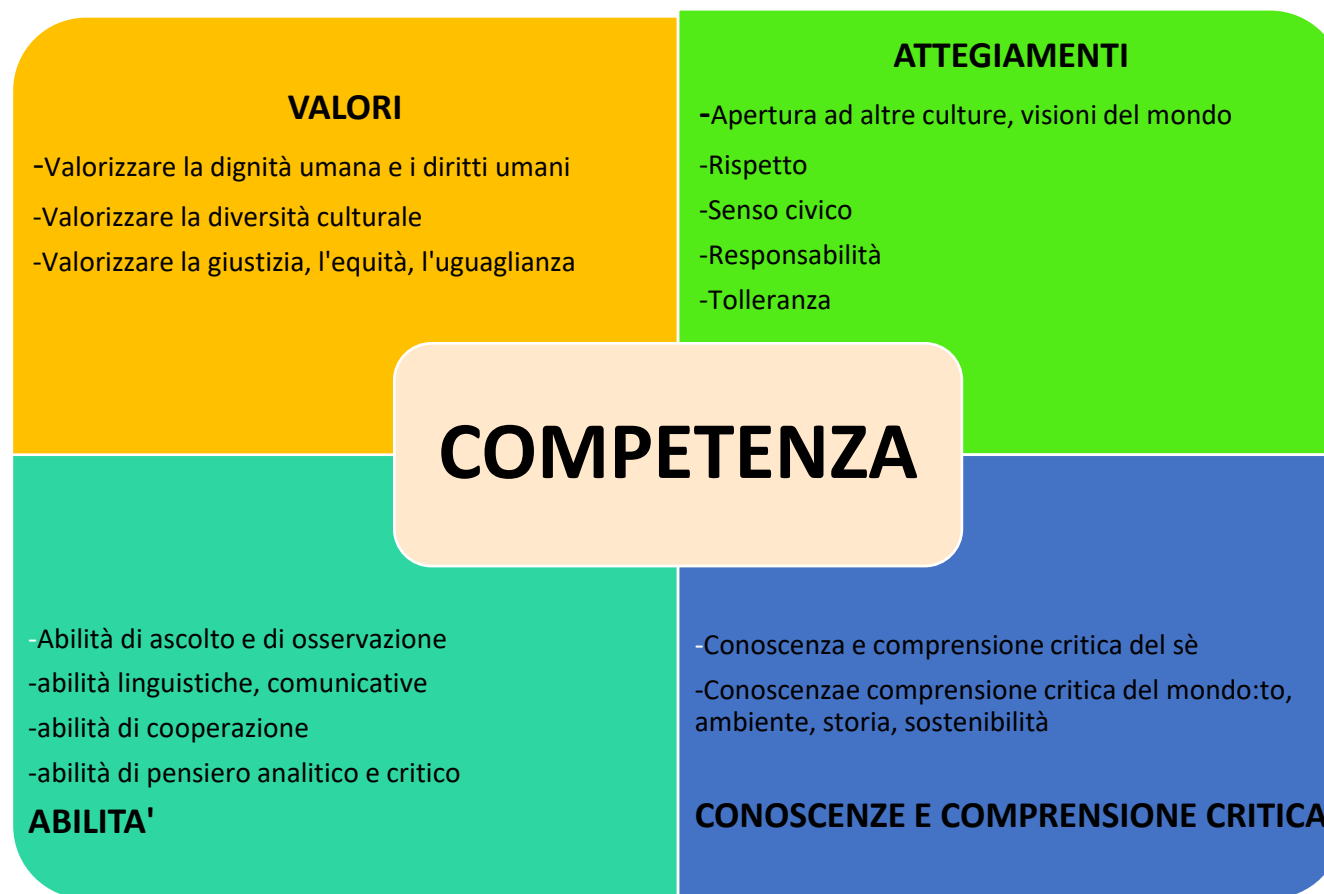 VALORI
-Valorizzare la dignità umana e i diritti umani
-Valorizzare la diversità culturale
-Valorizzare la giustizia, l'equità, l'uguaglianza
ATTEGIAMENTI
-Apertura ad altre culture, visioni del mondo
-Rispetto
-Senso civico
-Responsabilità
-Tolleranza
COMPETENZA
-Abilità di ascolto e di osservazione
-abilità linguistiche, comunicative
-abilità di cooperazione
-abilità di pensiero analitico e critico
ABILITA'
-Conoscenza e comprensione critica del sè
-Conoscenzae comprensione critica del mondo:to,
ambiente, storia, sostenibilità
CONOSCENZE E COMPRENSIONE CRITICA